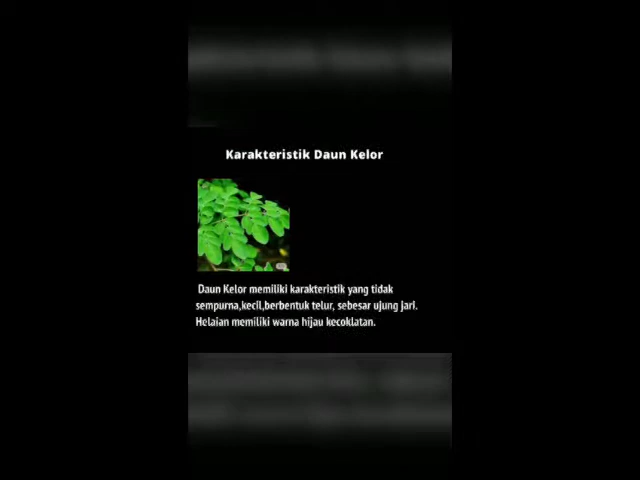 Karakteristik Daun Kelor
Daun Kelor memiliki karakteristik yang tidak
sempurna,kecil,berbentuk telur, sebesar ujung jari.
Helaian memiliki warna hijau kecoklatan.